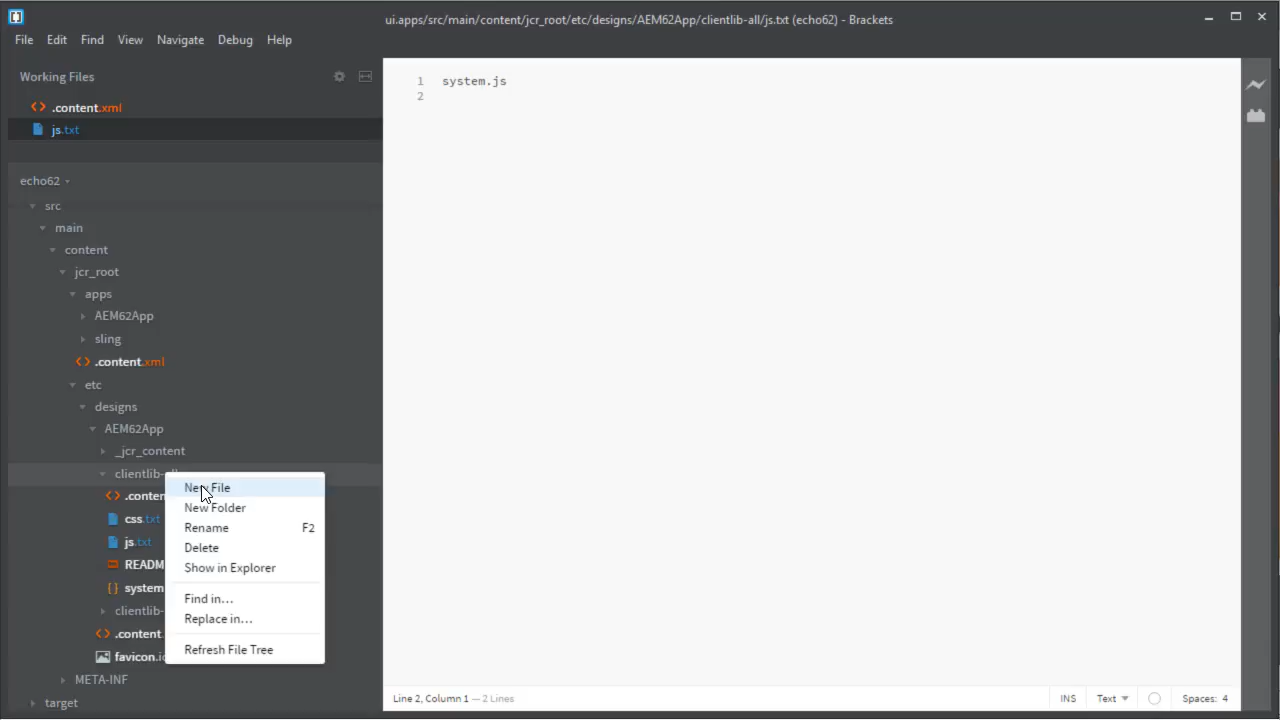 ui.apps/src/main/content/jcr_root/etc/designs/AEM62App/clientlib-all/js.txt (echo62) - Brackets
File Edit Find View Navigate Debug Help
Working Files
.content.xml
js.txt
echo62
src
main
content
jcr_root
apps
AEM62App
sling
.content.xml
etc
designs
AEM62App
_jcr_content
clientlib-all
.conten
css.txt
js.txt
READM
system
clientlib-
.content
favicon.ic
META-INF
target
New File
New Folder
Rename F2
Delete
Show in Explorer
Find in...
Replace in...
Refresh File Tree
1 system.js
2
Line 2, Column 1 — 2 Lines
INS Text Spaces: 4